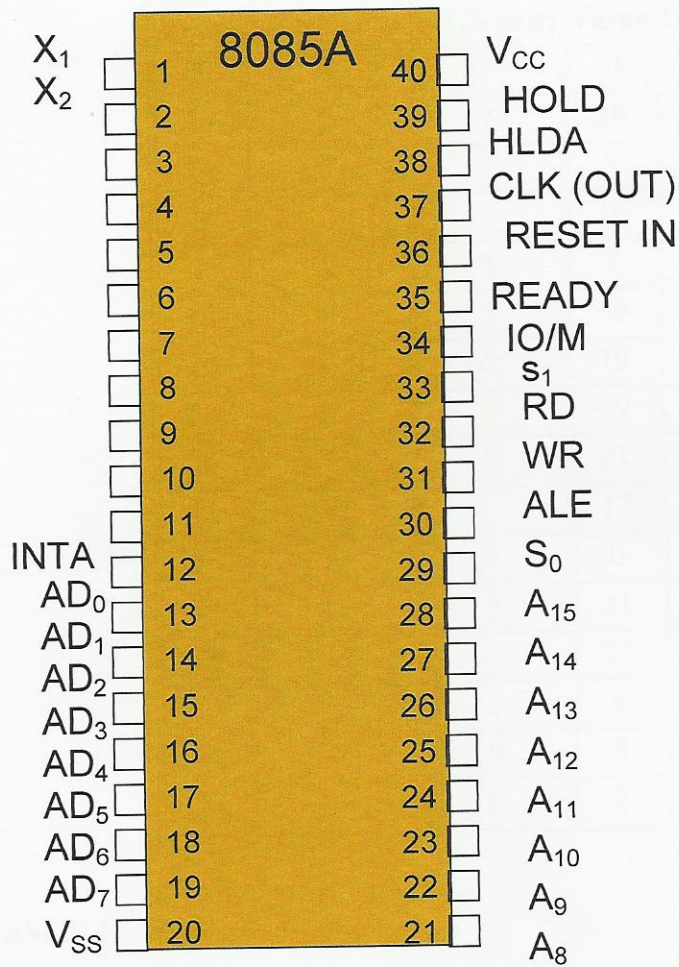 8085A
X₁ 1 40 V_CC
X₂ 2 39 HOLD
3 38 HLDA
4 37 CLK (OUT)
5 36 RESET IN
6 35 READY
7 34 IO/M
8 33 S₁
9 32 RD
10 31 WR
11 30 ALE
INTA 12 29 S₀
AD₀ 13 28 A₁₅
AD₁ 14 27 A₁₄
AD₂ 15 26 A₁₃
AD₃ 16 25 A₁₂
AD₄ 17 24 A₁₁
AD₅ 18 23 A₁₀
AD₆ 19 22 A₉
AD₇ 20 21 A₈
V_SS